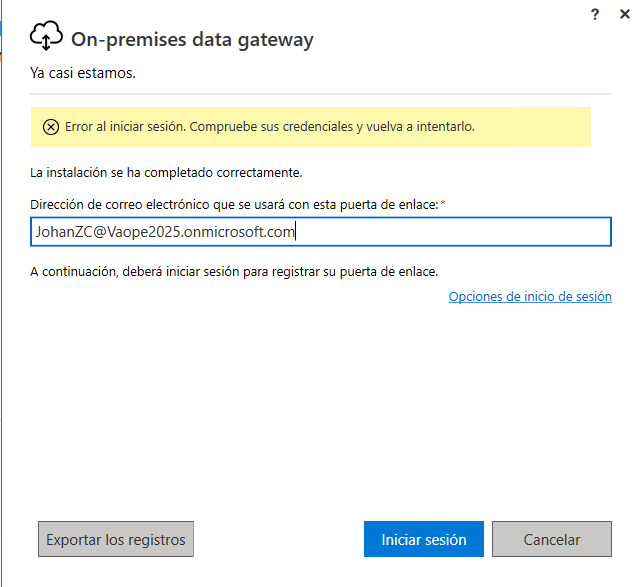 ? ×
On-premises data gateway
Ya casi estamos.
Error al iniciar sesión. Compruebe sus credenciales y vuelva a intentarlo.
La instalación se ha completado correctamente.
Dirección de correo electrónico que se usará con esta puerta de enlace:*
JohanZC@Vaope2025.onmicrosoft.com
A continuación, deberá iniciar sesión para registrar su puerta de enlace.
Opciones de inicio de sesión
Exportar los registros Iniciar sesión Cancelar